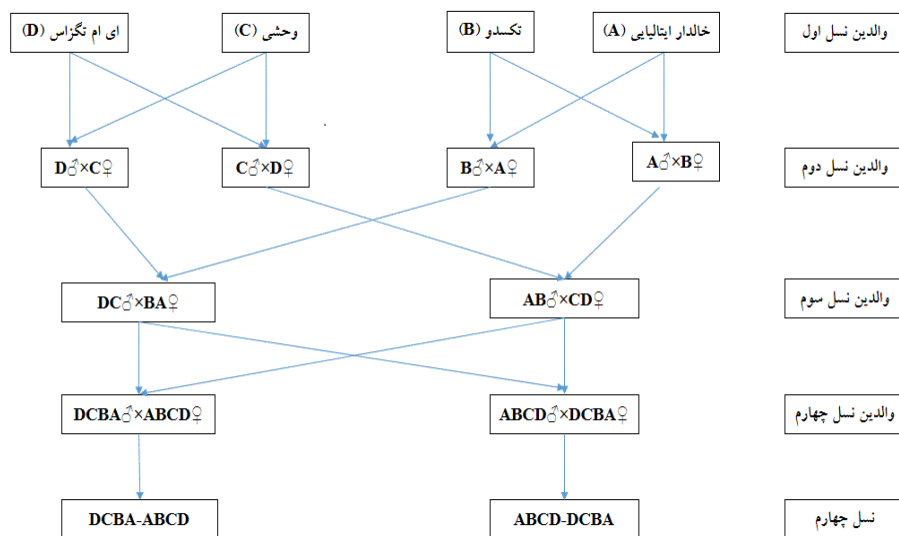 والدین نسل اول
خالدار ایتالیایی (A)
تکسدو (B)
وحشی (C)
ای ام تگزاس (D)
والدین نسل دوم
A♂×B♀
B♂×A♀
C♂×D♀
D♂×C♀
والدین نسل سوم
AB♂×CD♀
DC♂×BA♀
والدین نسل چهارم
ABCD♂×DCBA♀
DCBA♂×ABCD♀
نسل چهارم
ABCD-DCBA
DCBA-ABCD